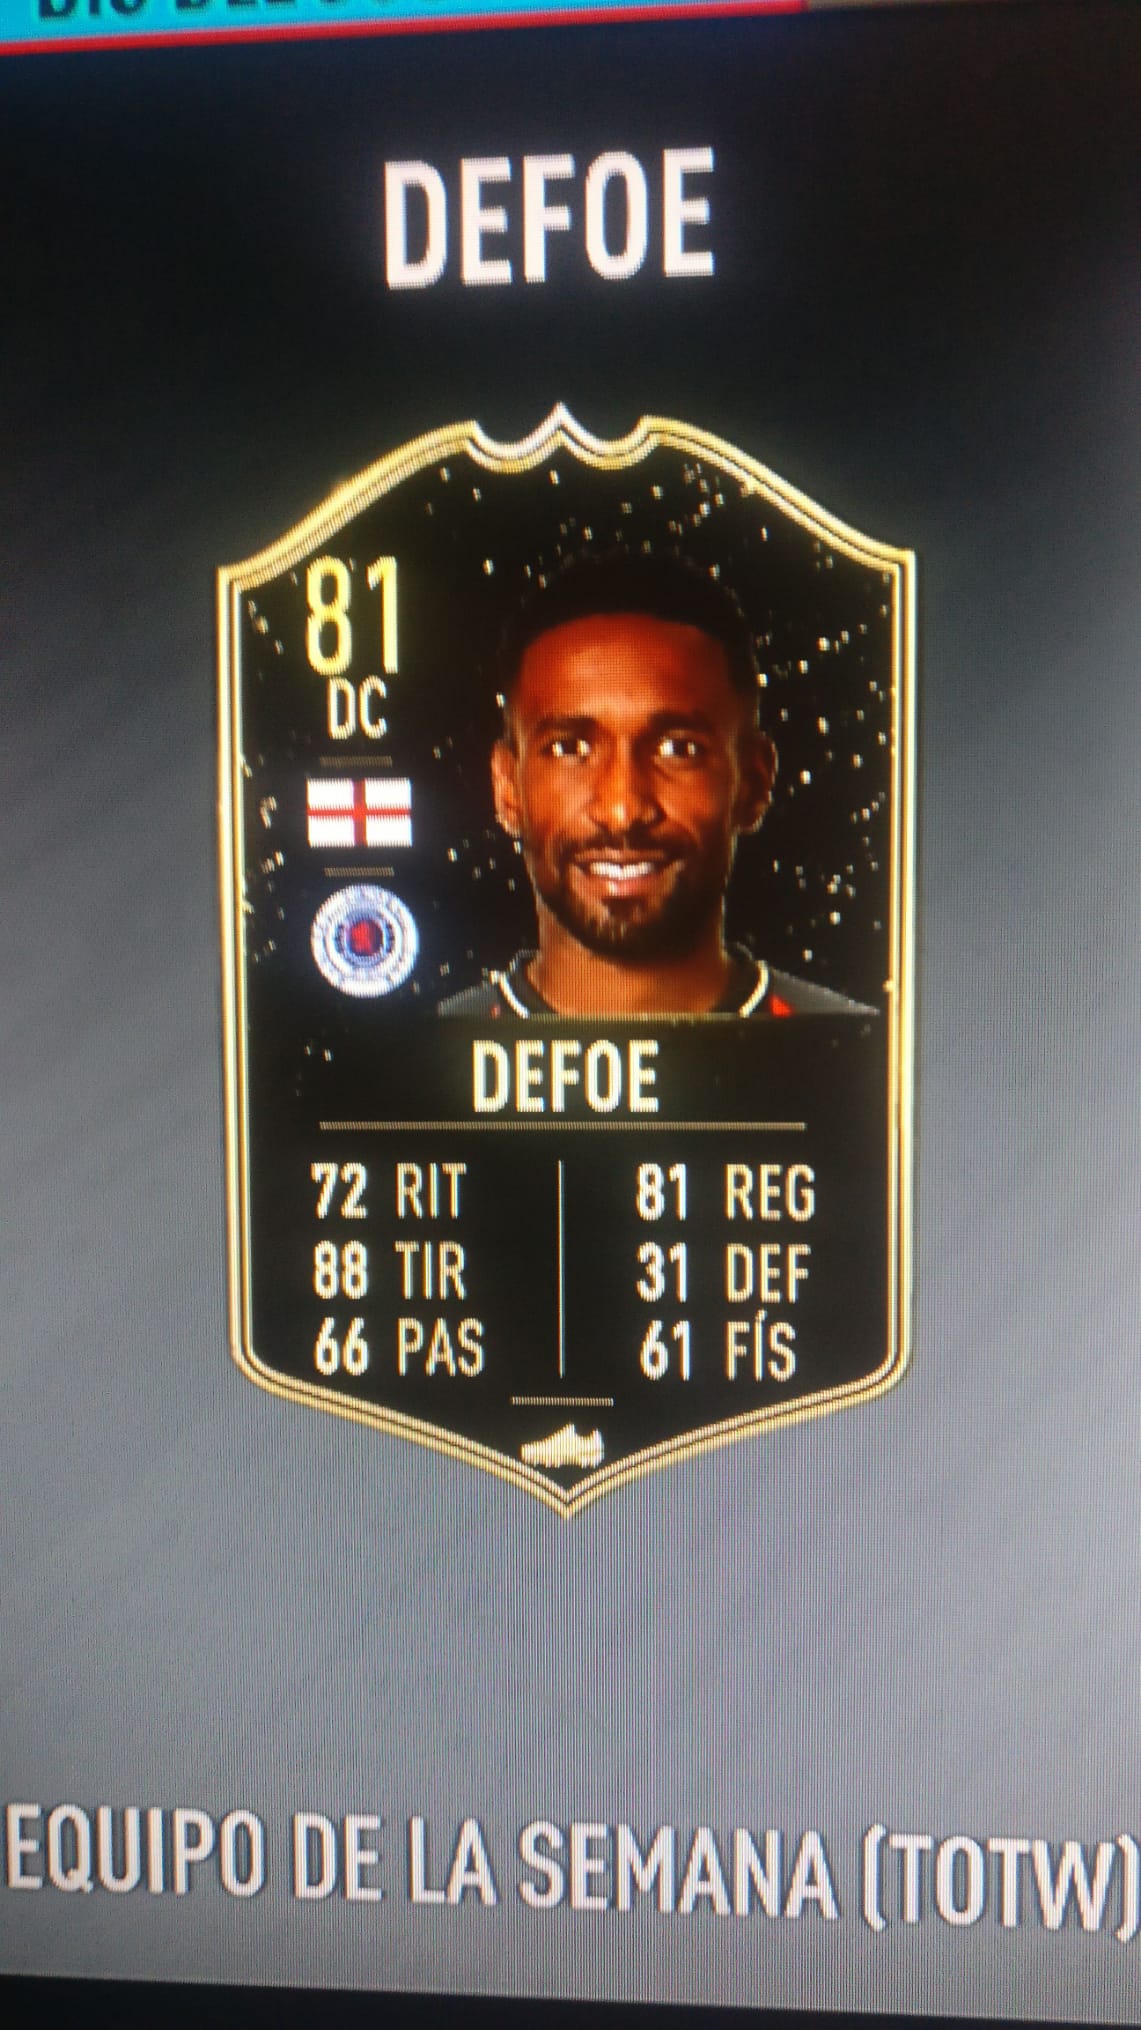 DEFOE
81
DC
DEFOE
72 RIT
88 TIR
66 PAS
81 REG
31 DEF
61 FÍS
EQUIPO DE LA SEMANA (TOTW)